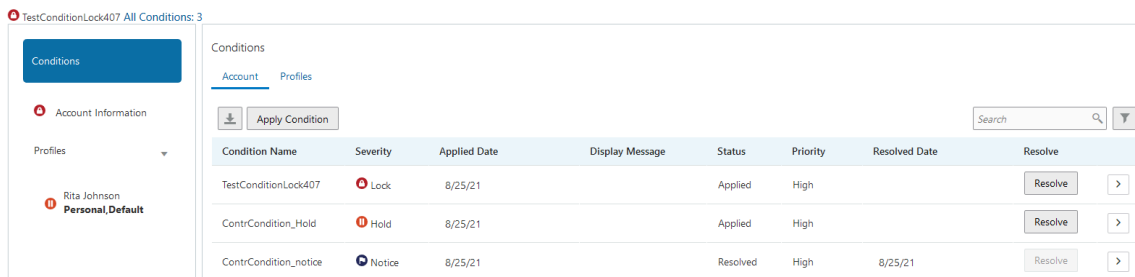 TestConditionLock407 All Conditions: 3
Conditions
Account Information
Profiles
Rita Johnson
Personal,Default
Conditions
Account Profiles
Apply Condition Search
Condition Name Severity Applied Date Display Message Status Priority Resolved Date Resolve
TestConditionLock407 Lock 8/25/21 Applied High Resolve
ContrCondition_Hold Hold 8/25/21 Applied High Resolve
ContrCondition_notice Notice 8/25/21 Resolved High 8/25/21 Resolve